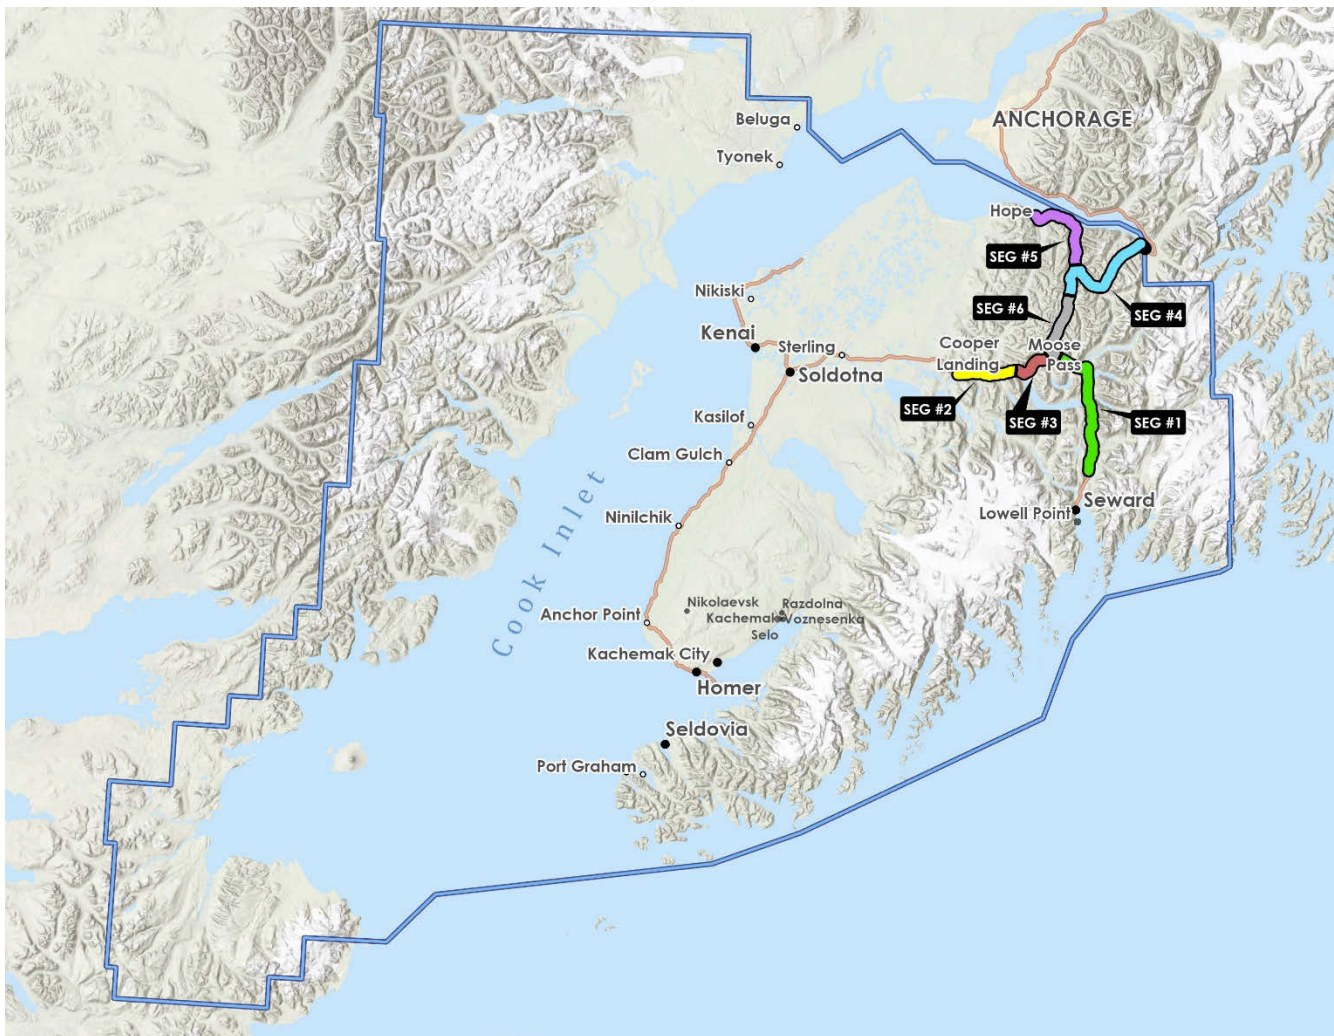 Beluga
ANCHORAGE
Tyonek
Hope
SEG #5
Nikiski
SEG #6
SEG #4
Kenai
Sterling
Cooper
Landing
Moose
Pass
Soldotna
SEG #2
SEG #3
SEG #1
Kasilof
Clam Gulch
Cook Inlet
Seward
Lowell Point
Ninilchik
Nikolaevsk
Razdolna
Anchor Point
Kachemak
Voznesenka
Selo
Kachemak City
Homer
Seldovia
Port Graham